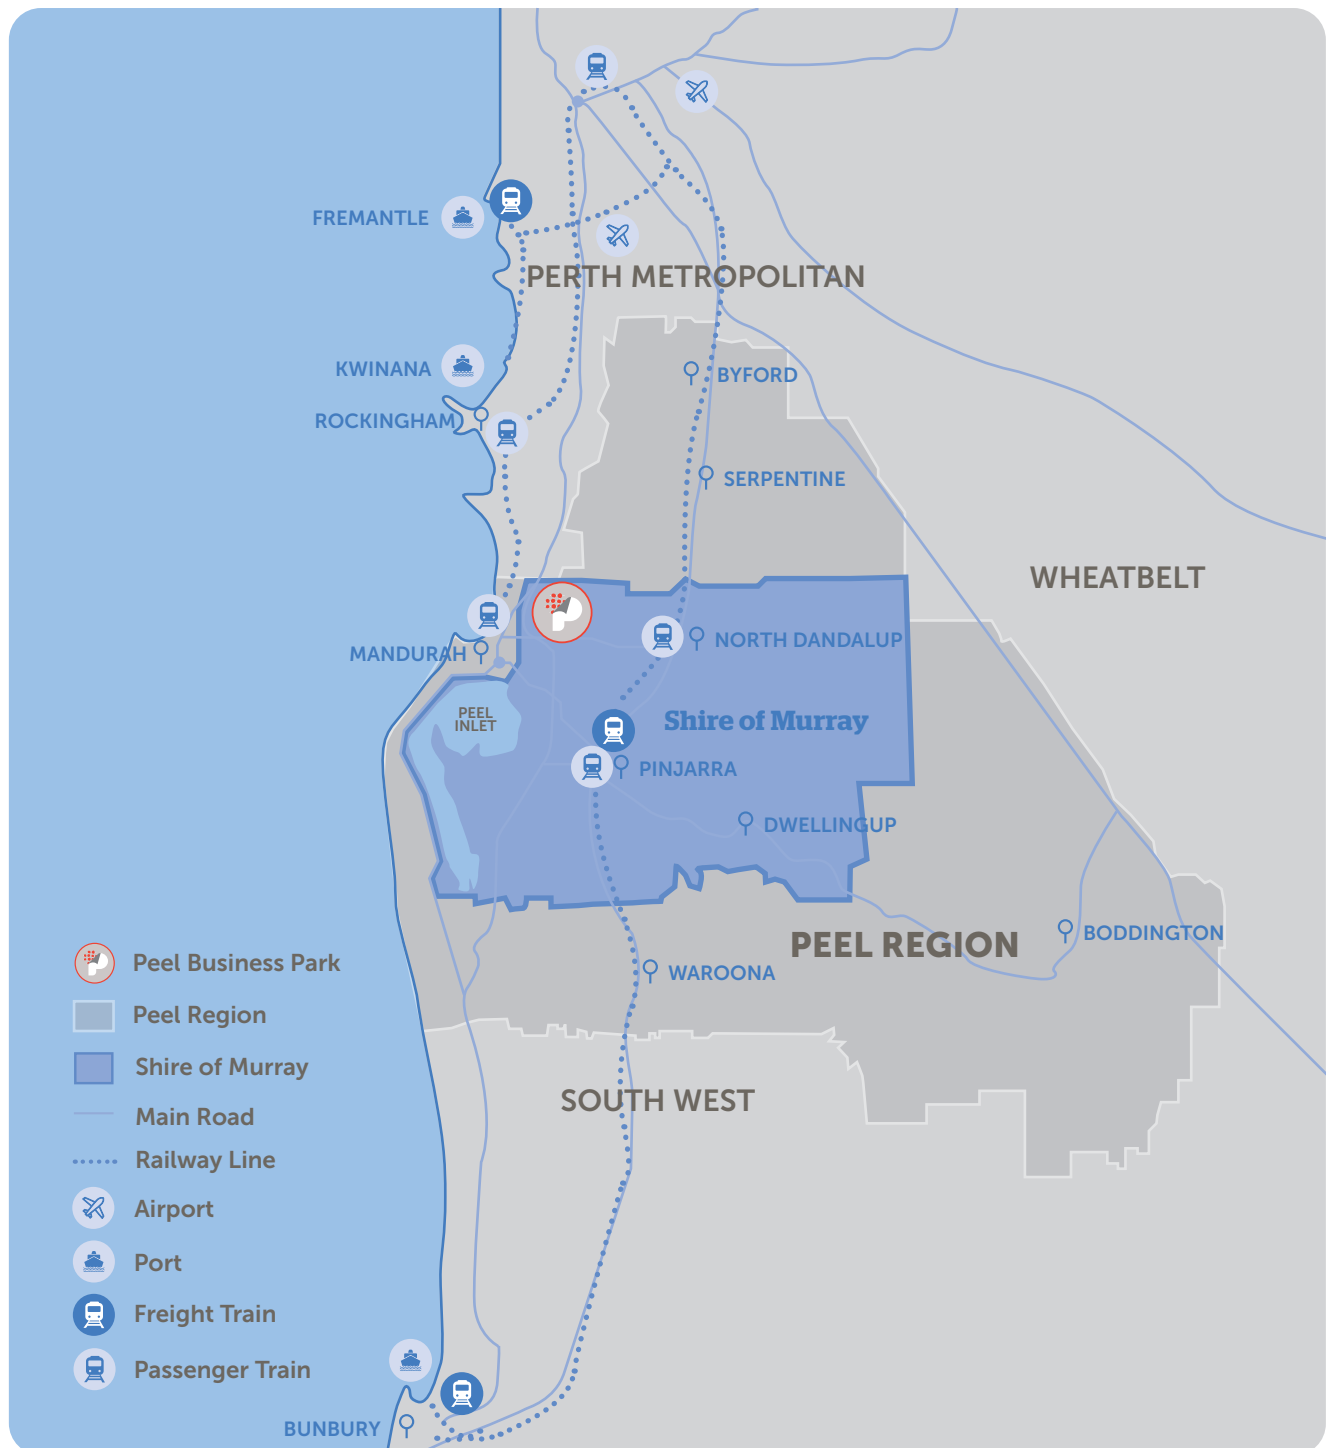 FREMANTLE
PERTH METROPOLITAN
KWINANA
BYFORD
ROCKINGHAM
SERPENTINE
WHEATBELT
NORTH DANDALUP
MANDURAH
PEEL
INLET
Shire of Murray
PINJARRA
DWELLINGUP
BODDINGTON
PEEL REGION
WAROONA
SOUTH WEST
Peel Business Park
Peel Region
Shire of Murray
Main Road
Railway Line
Airport
Port
Freight Train
Passenger Train
BUNBURY